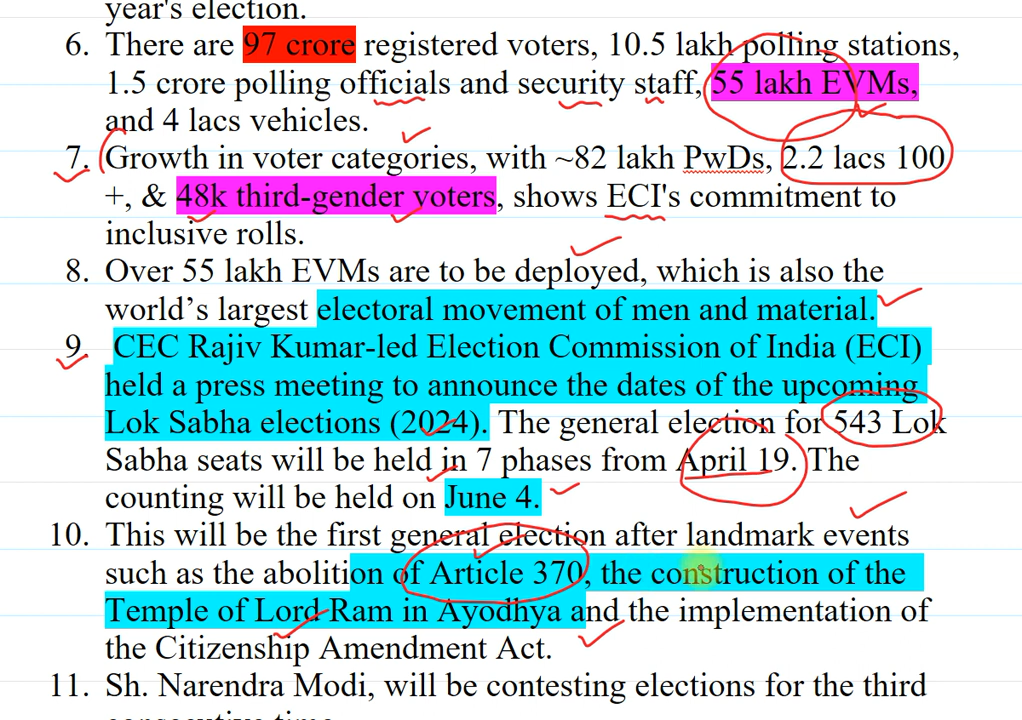 year's election.
6. There are 97 crore registered voters, 10.5 lakh polling stations,
1.5 crore polling officials and security staff, 55 lakh EVMs,
and 4 lacs vehicles.
7. Growth in voter categories, with ~82 lakh PwDs, 2.2 lacs 100
+, & 48k third-gender voters, shows ECI's commitment to
inclusive rolls.
8. Over 55 lakh EVMs are to be deployed, which is also the
world’s largest electoral movement of men and material.
9. CEC Rajiv Kumar-led Election Commission of India (ECI)
held a press meeting to announce the dates of the upcoming
Lok Sabha elections (2024). The general election for 543 Lok
Sabha seats will be held in 7 phases from April 19. The
counting will be held on June 4.
10. This will be the first general election after landmark events
such as the abolition of Article 370, the construction of the
Temple of Lord Ram in Ayodhya and the implementation of
the Citizenship Amendment Act.
11. Sh. Narendra Modi, will be contesting elections for the third
consecutive time.